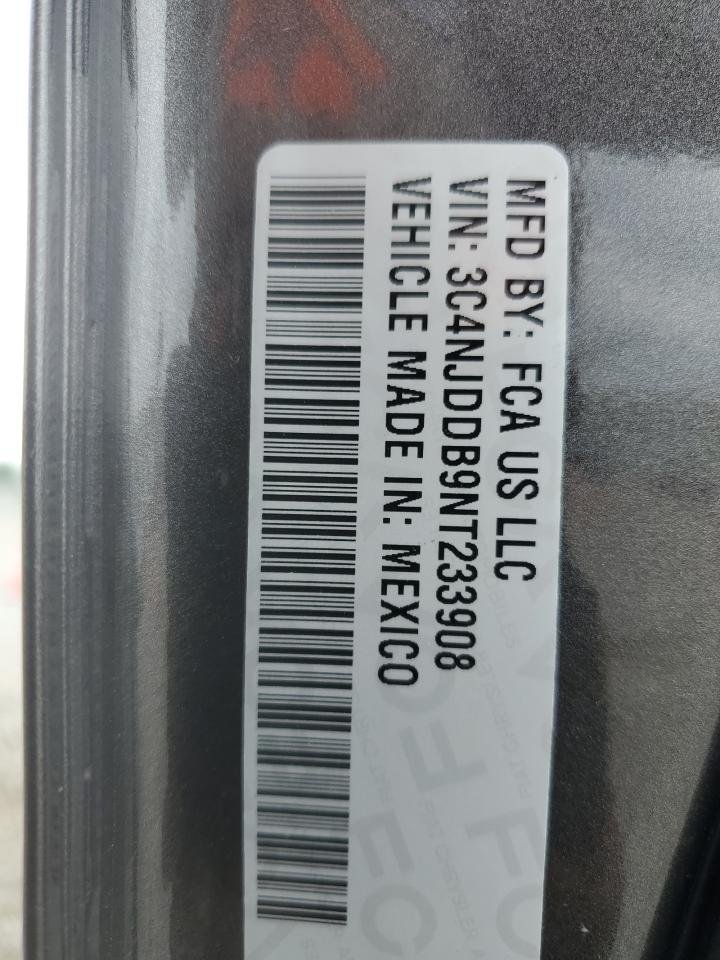 MFD BY: FCA US LLC
VIN: 3C4NJDDB9NT233908
VEHICLE MADE IN: MEXICO